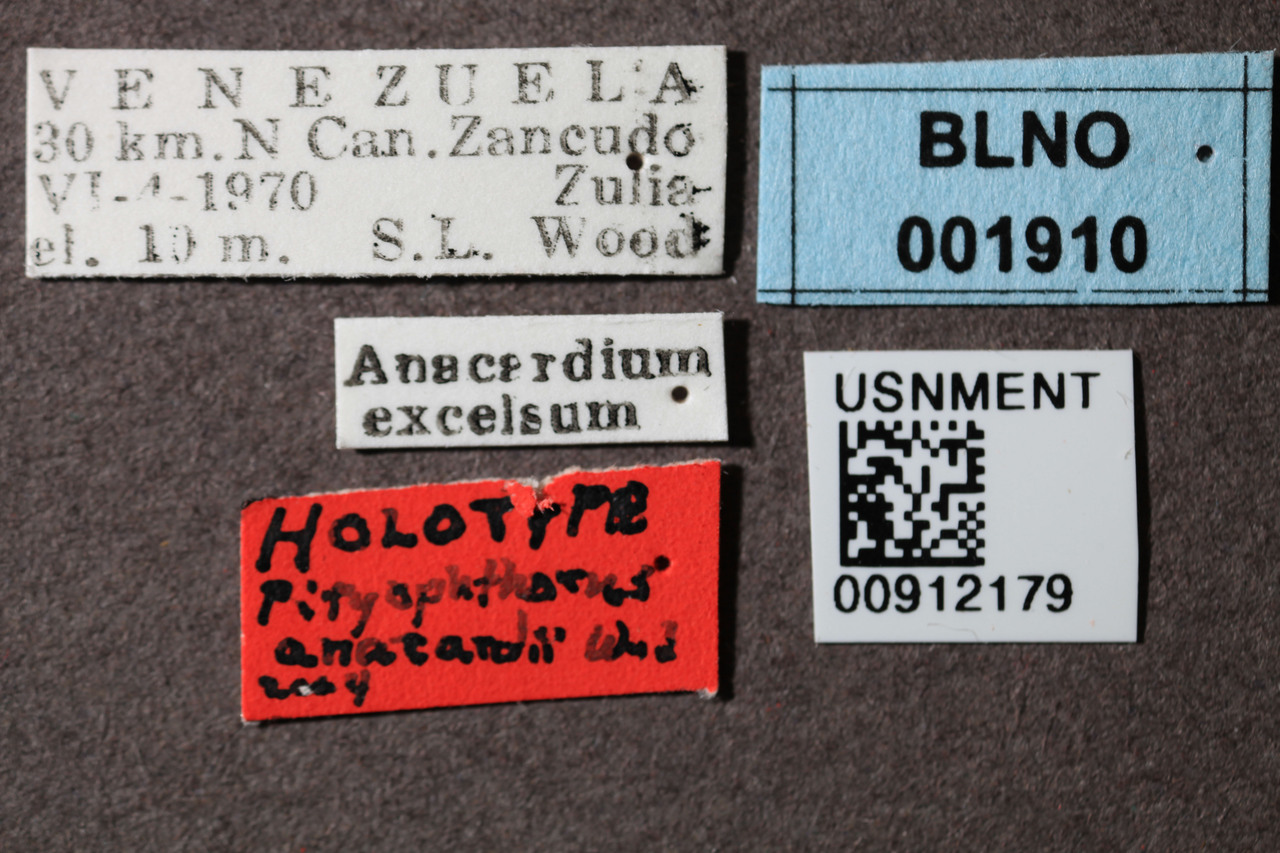 VENEZUELA
30 km. N Can. Zancudo
VI-4-1970 Zulia
el. 10 m. S.L. Wood
Anacardium
excelsum
HOLOTYPE
Pityophthorus
anacardii Wood
BLNO
001910
USNMENT
00912179